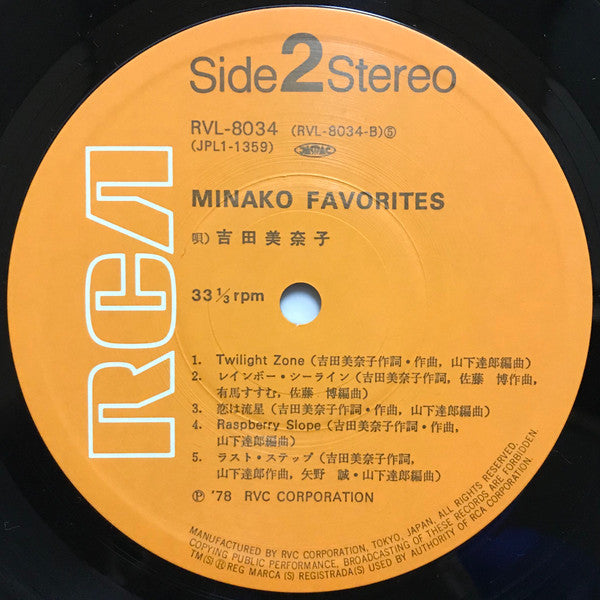 Side 2 Stereo
RVL-8034 (RVL-8034-B)⑤
(JPL1-1359) JASRAC
MINAKO FAVORITES
唄) 吉田美奈子
33 ⅓ rpm
RCA
1. Twilight Zone (吉田美奈子作詞・作曲, 山下達郎編曲)
2. レインボー・シーライン (吉田美奈子作詞, 佐藤 博作曲,
有馬すすむ, 佐藤 博編曲)
3. 恋は流星 (吉田美奈子作詞・作曲, 山下達郎編曲)
4. Raspberry Slope (吉田美奈子作詞・作曲,
山下達郎編曲)
5. ラスト・ステップ (吉田美奈子作詞,
山下達郎作曲, 矢野 誠・山下達郎編曲)
Ⓟ '78 RVC CORPORATION
MANUFACTURED BY RVC CORPORATION, TOKYO, JAPAN, ALL RIGHTS RESERVED,
COPYING PUBLIC PERFORMANCE, BROADCASTING OF THESE RECORDS ARE FORBIDDEN.
TM(S) Ⓡ REG MARCA (S) REGISTRADA(S) USED BY AUTHORITY OF RCA CORPORATION.